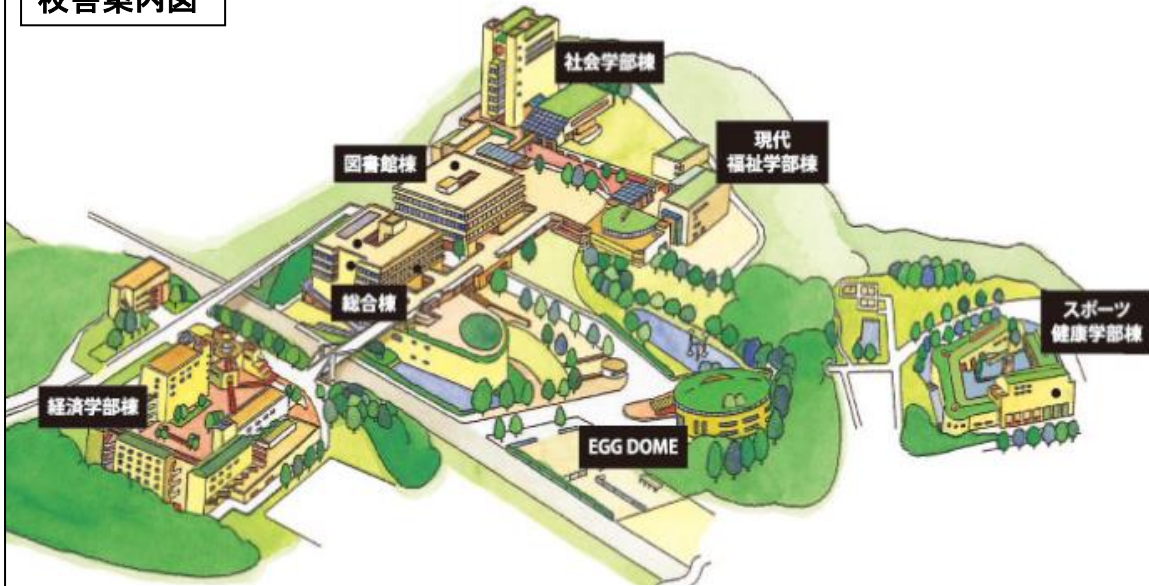 校舎案内図
社会学部棟
現代
福祉学部棟
図書館棟
総合棟
スポーツ
健康学部棟
経済学部棟
EGG DOME